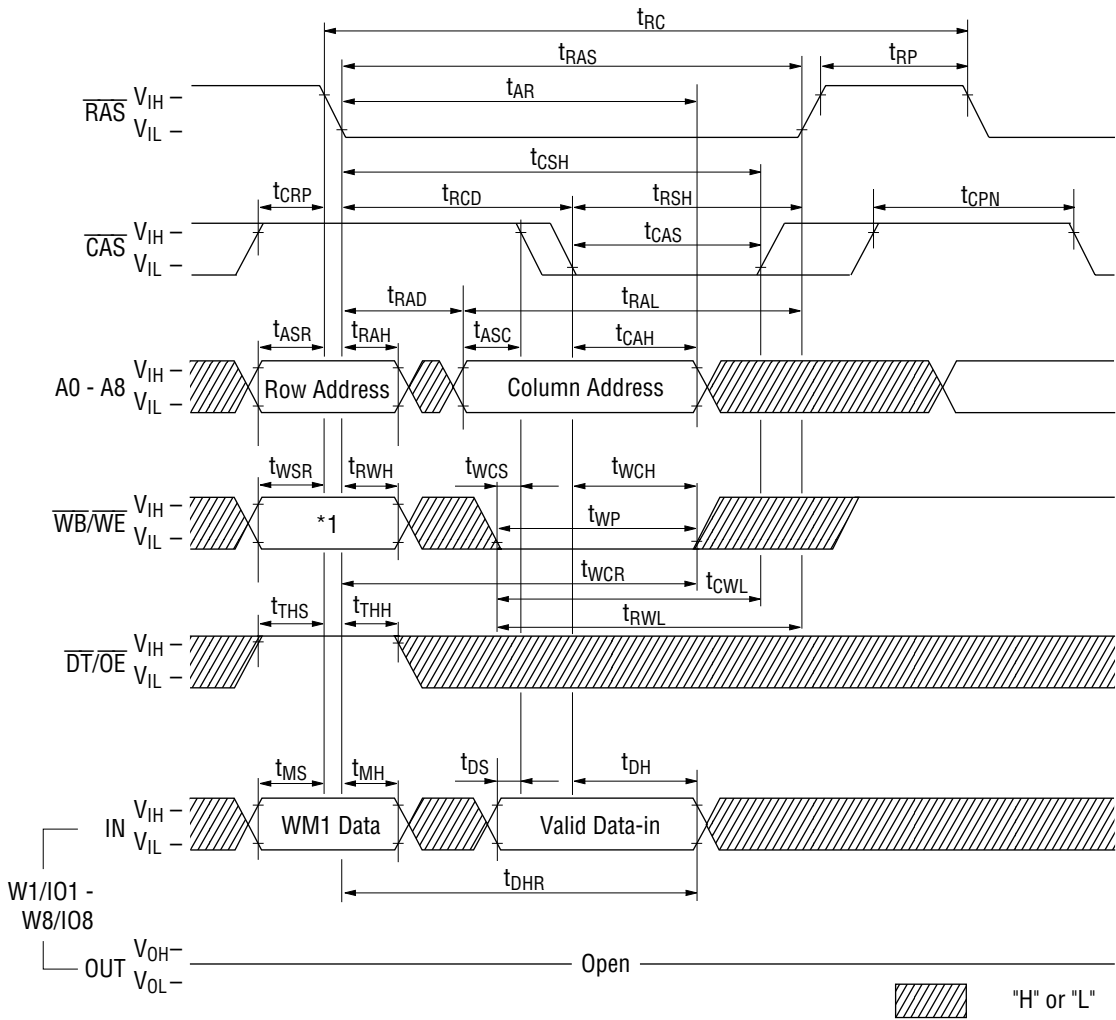 tRC
tRAS
tRP
tAR
RAS VIH –
VIL –
tCSH
tCRP
tRCD
tRSH
tCPN
CAS VIH –
VIL –
tCAS
tRAD
tRAL
tASR
tRAH
tASC
tCAH
A0 - A8 VIH –
VIL –
Row Address
Column Address
tWSR
tRWH
tWCS
tWCH
WB/WE VIH –
VIL –
*1
tWP
tWCR
tCWL
tTHS
tTHH
tRWL
DT/OE VIH –
VIL –
tMS
tMH
tDS
tDH
IN VIH –
VIL –
WM1 Data
Valid Data-in
tDHR
W1/IO1 -
W8/IO8
OUT VOH–
VOL–
Open
"H" or "L"